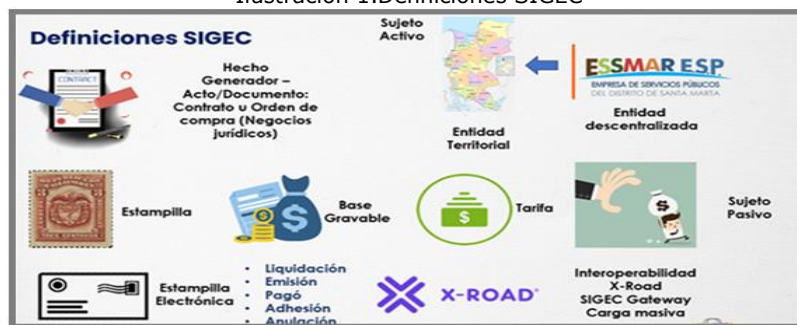 Ilustración 1.Definiciones SIGEC
Definiciones SIGEC
CONTRACT
Hecho
Generador –
Acto/Documento:
Contrato u Orden de
compra (Negocios
jurídicos)
Sujeto
Activo
Entidad
Territorial
ESSMAR E.S.P.
EMPRESA DE SERVICIOS PÚBLICOS
DEL DISTRITO DE SANTA MARTA
Entidad
descentralizada
Estampilla
Base
Gravable
Tarifa
Sujeto
Pasivo
Estampilla
Electrónica
• Liquidación
• Emisión
• Pagó
• Adhesión
• Anulación
X-ROAD®
Interoperabilidad
X-Road
SIGEC Gateway
Carga masiva